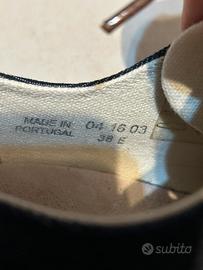 MADE IN 04 16 03
PORTUGAL 38 E
subito